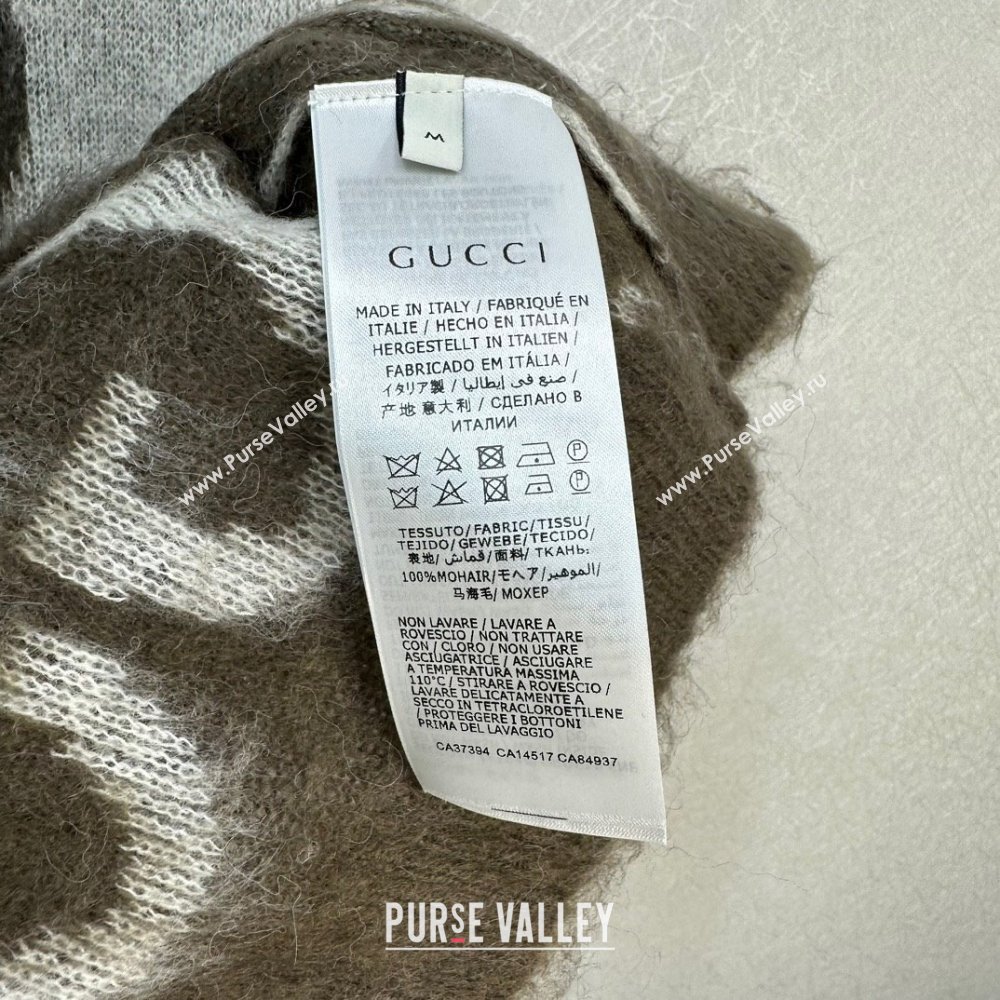 M
GUCCI
MADE IN ITALY / FABRIQUÉ EN
ITALIE / HECHO EN ITALIA /
HERGESTELLT IN ITALIEN /
FABRICADO EM ITÁLIA /
イタリア製 / صنع في إيطاليا /
产地 意大利 / СДЕЛАНО В
ИТАЛИИ
P
P
TESSUTO/FABRIC/TISSU/
TEJIDO/GEWEBE/TECIDO/
表地/قماش/面料/ ТКАНЬ:
100%MOHAIR/モヘア/الموهير/
马海毛/ МОХЕР
NON LAVARE / LAVARE A
ROVESCIO / NON TRATTARE
CON / CLORO / NON USARE
ASCIUGATRICE / ASCIUGARE
A TEMPERATURA MASSIMA
110°C / STIRARE A ROVESCIO /
LAVARE DELICATAMENTE A
SECCO IN TETRACLOROETILENE
/ PROTEGGERE I BOTTONI
PRIMA DEL LAVAGGIO
CA37394 CA14517 CA84937
www.PurseValley.ru
www.PurseValley.ru
PURSE VALLEY